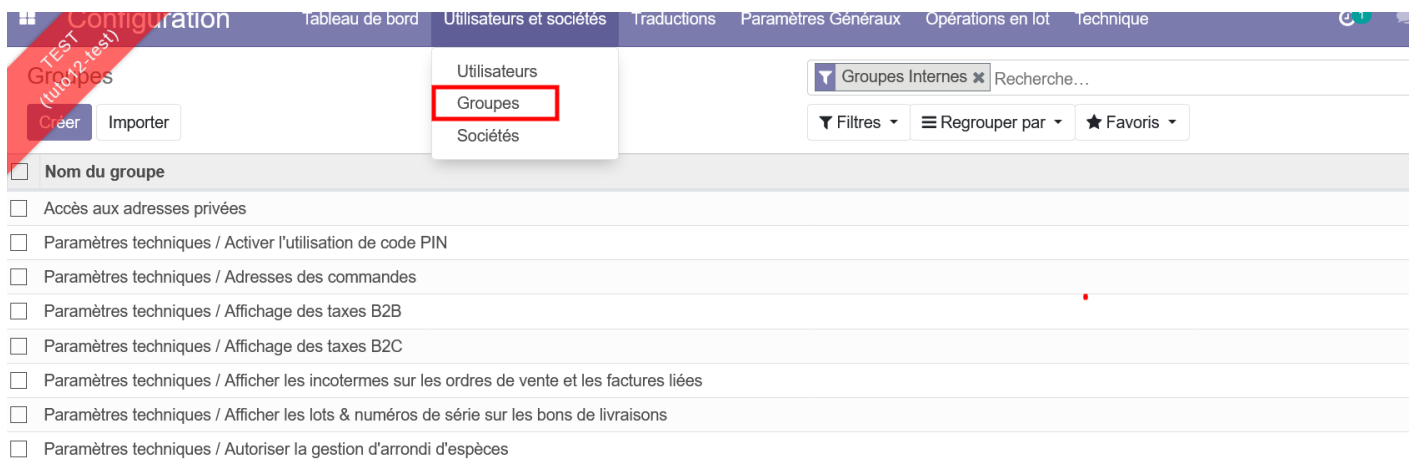 Configuration
Tableau de bord
Utilisateurs et sociétés
Traductions
Paramètres Généraux
Opérations en lot
Technique
1
TEST
(tuto12-test)
Groupes
Utilisateurs
Groupes
Sociétés
Groupes Internes
Recherche…
Créer
Importer
Filtres
Regrouper par
Favoris
Nom du groupe
Accès aux adresses privées
Paramètres techniques / Activer l'utilisation de code PIN
Paramètres techniques / Adresses des commandes
Paramètres techniques / Affichage des taxes B2B
Paramètres techniques / Affichage des taxes B2C
Paramètres techniques / Afficher les incotermes sur les ordres de vente et les factures liées
Paramètres techniques / Afficher les lots & numéros de série sur les bons de livraisons
Paramètres techniques / Autoriser la gestion d'arrondi d'espèces